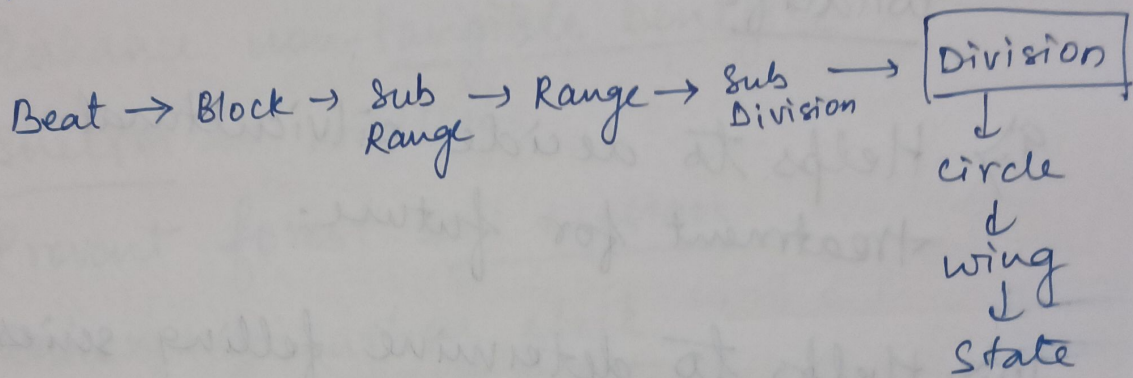 Beat → Block → Sub Range → Range → Sub Division → Division
↓
circle
↓
wing
↓
State